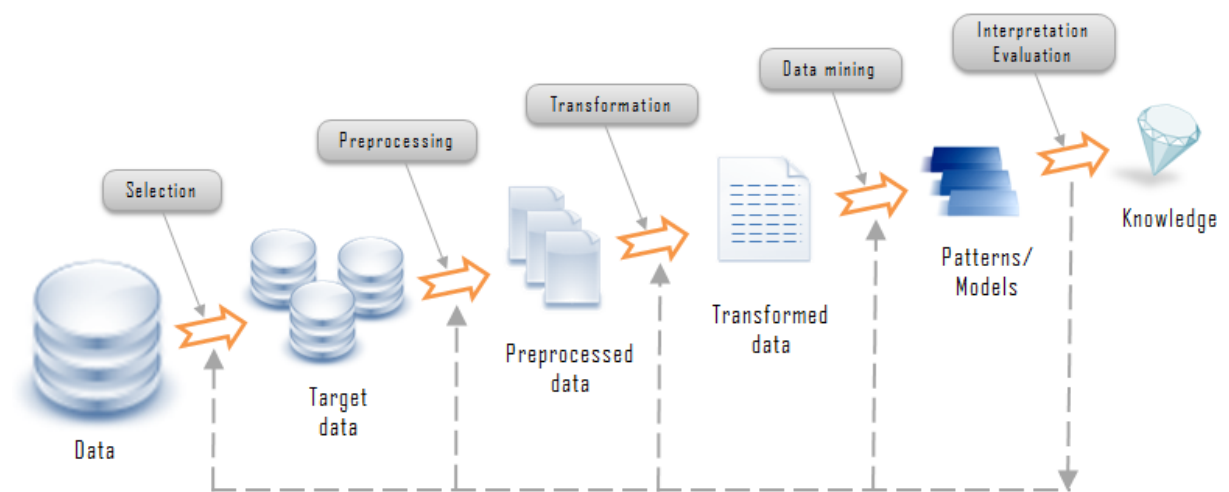 Interpretation
Evaluation
Data mining
Transformation
Preprocessing
Selection
Knowledge
Patterns/
Models
Transformed
data
Preprocessed
data
Target
data
Data